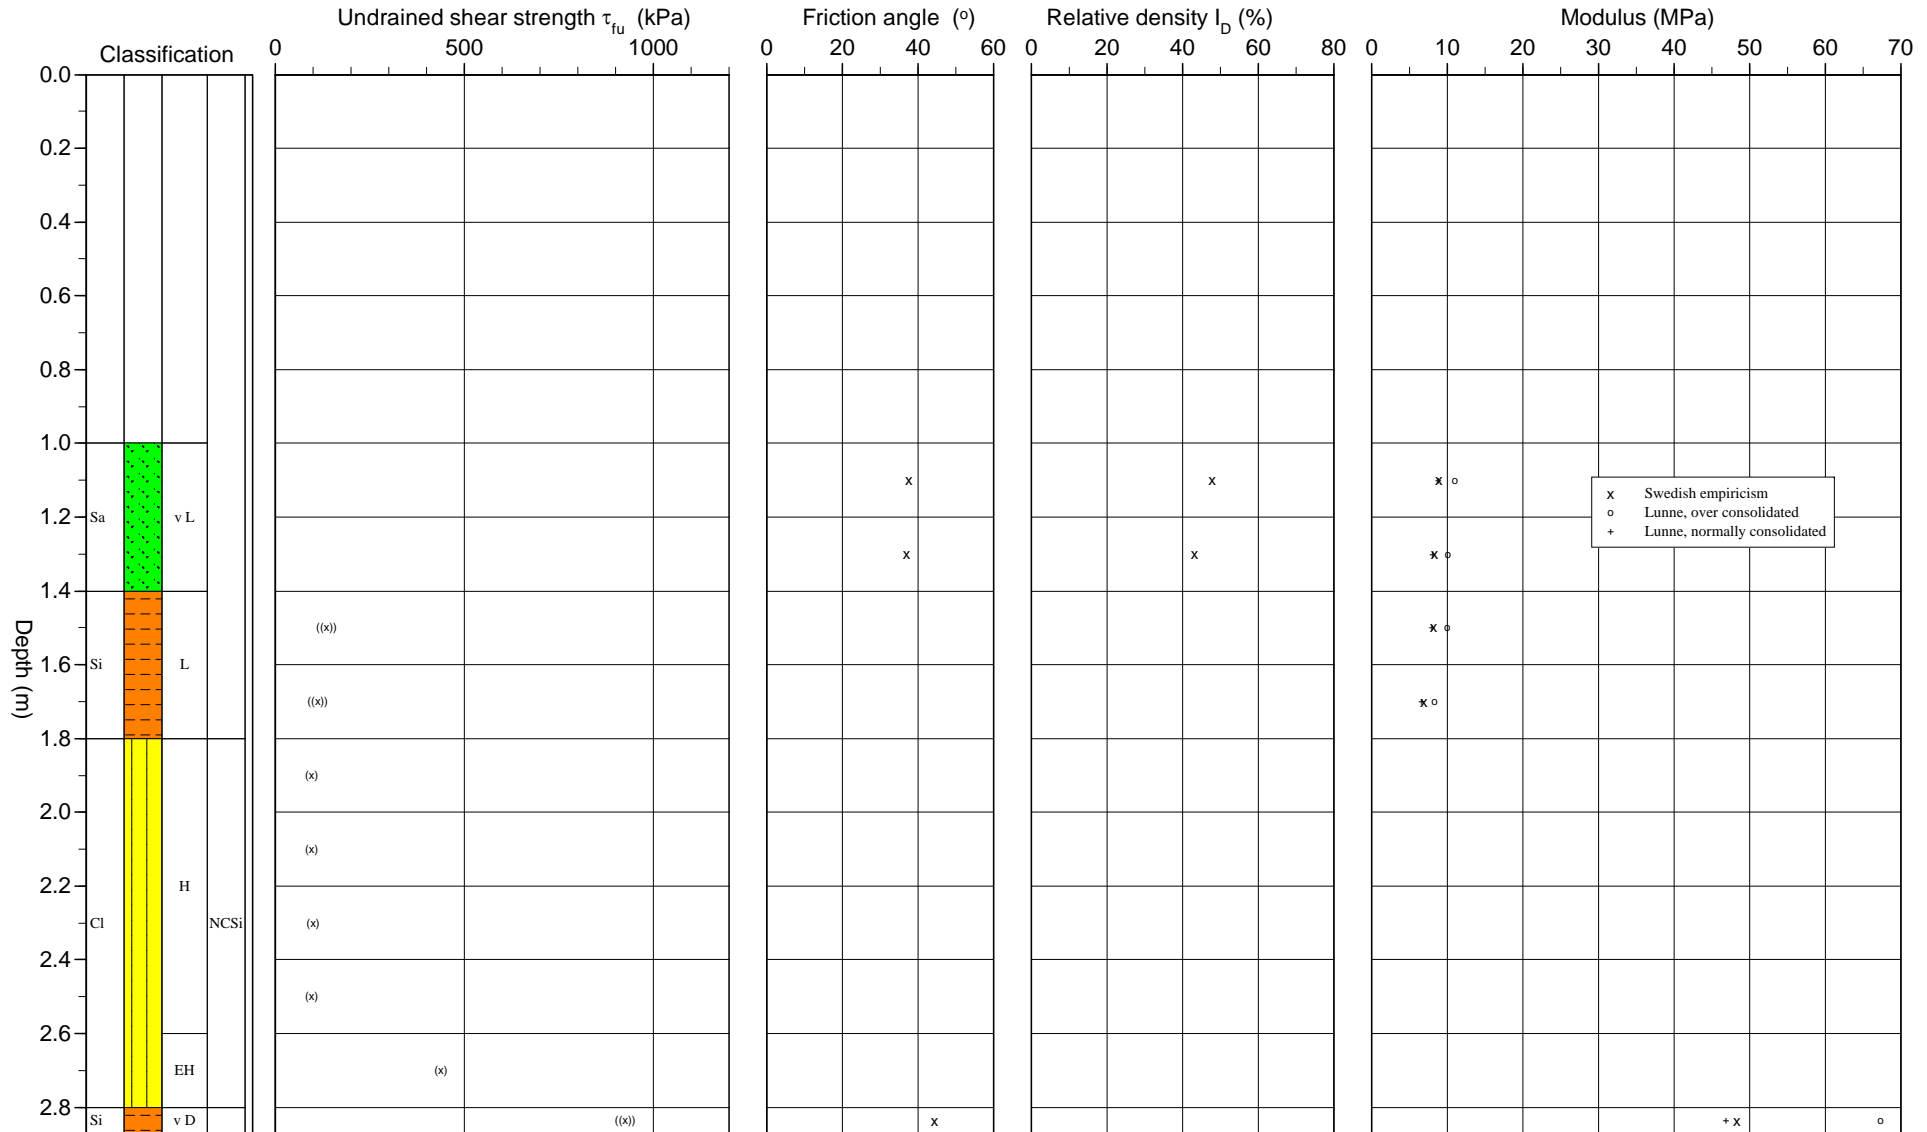 Undrained shear strength τfu (kPa)
Friction angle (o)
Relative density ID (%)
Modulus (MPa)
Classification
0 500 1000
0 20 40 60
0 20 40 60 80
0 10 20 30 40 50 60 70
Depth (m)
0.0
0.2
0.4
0.6
0.8
1.0
1.2
1.4
1.6
1.8
2.0
2.2
2.4
2.6
2.8
Sa
v L
Si
L
Cl
H
NCSi
EH
Si
v D
x x x o
x Swedish empiricism
o Lunne, over consolidated
+ Lunne, normally consolidated
x x x o
((x)) x o
((x)) x o
(x)
(x)
(x)
(x)
(x)
((x)) x + x o